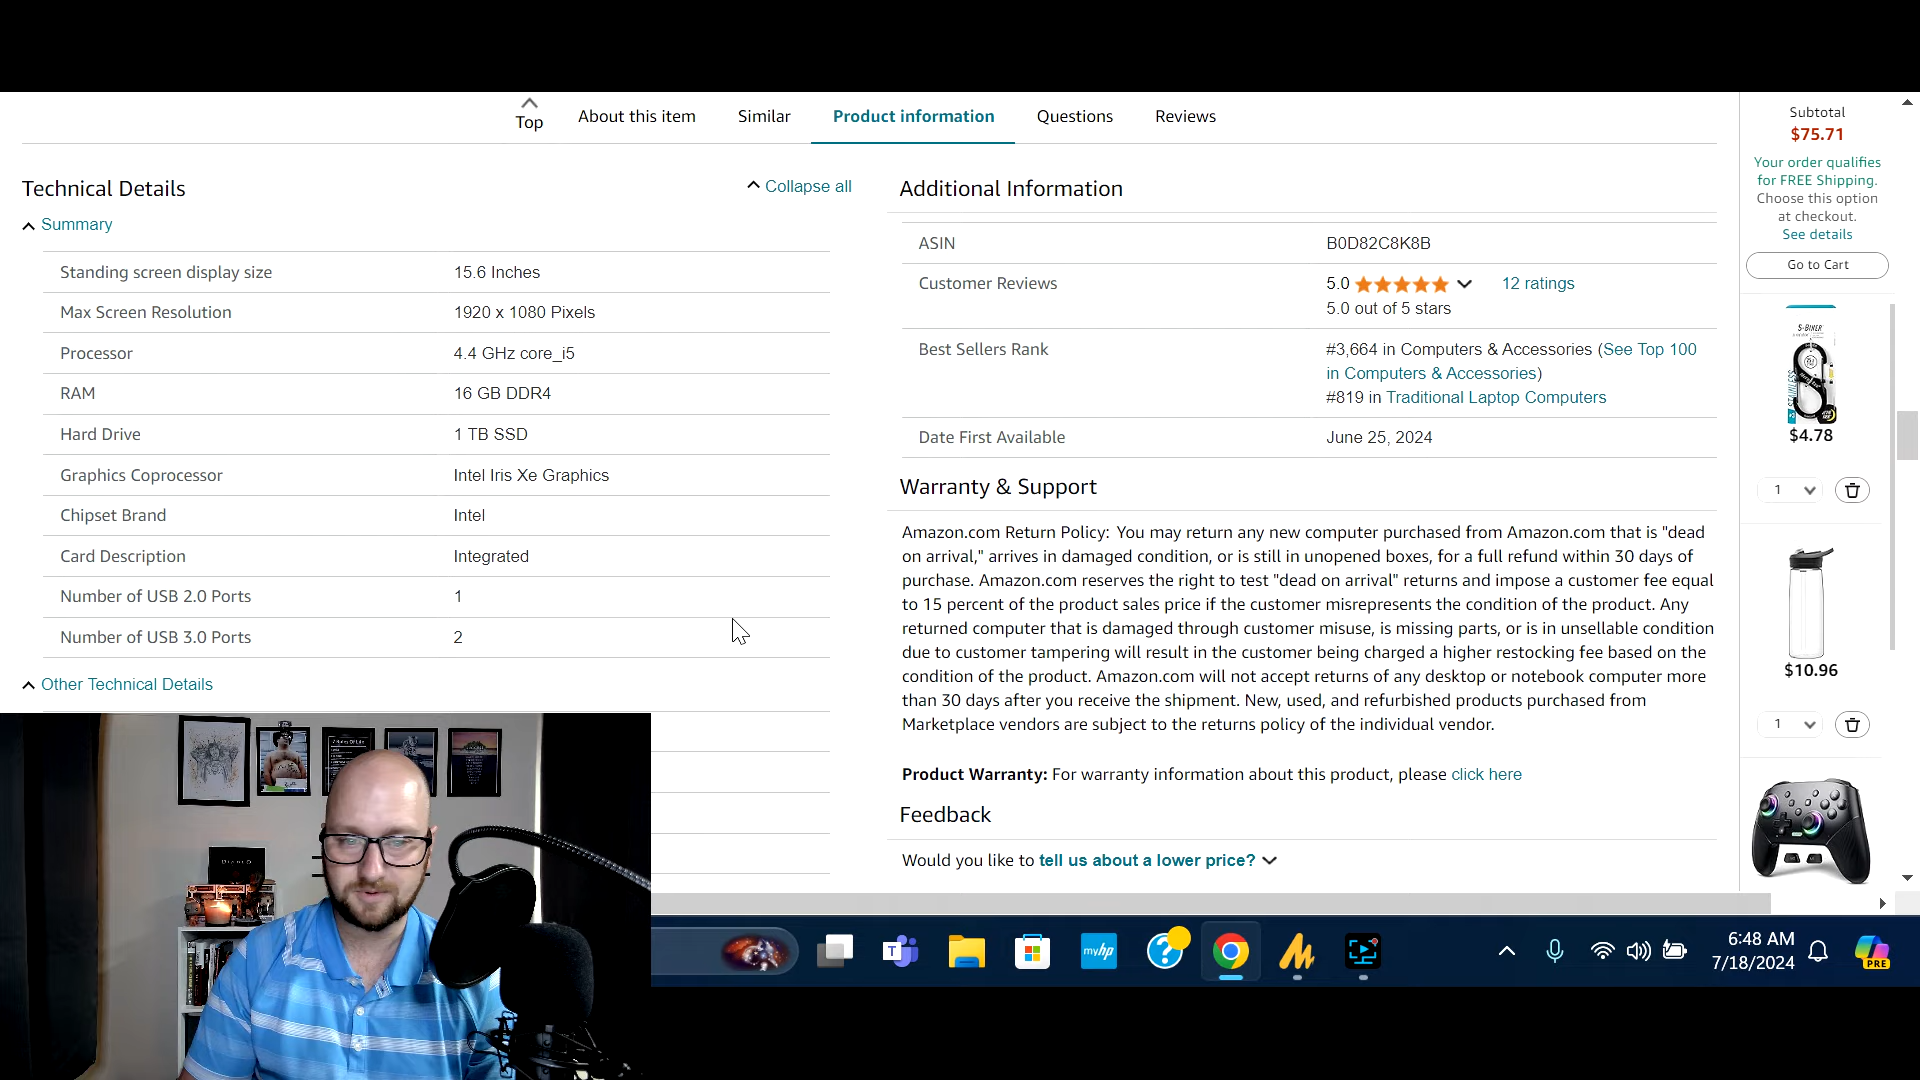 Top
About this item
Similar
Product information
Questions
Reviews
Technical Details
Collapse all
Summary
Standing screen display size 15.6 Inches
Max Screen Resolution 1920 x 1080 Pixels
Processor 4.4 GHz core_i5
RAM 16 GB DDR4
Hard Drive 1 TB SSD
Graphics Coprocessor Intel Iris Xe Graphics
Chipset Brand Intel
Card Description Integrated
Number of USB 2.0 Ports 1
Number of USB 3.0 Ports 2
Other Technical Details
Additional Information
ASIN B0D82C8K8B
Customer Reviews 5.0 12 ratings
5.0 out of 5 stars
Best Sellers Rank #3,664 in Computers & Accessories (See Top 100
in Computers & Accessories)
#819 in Traditional Laptop Computers
Date First Available June 25, 2024
Warranty & Support
Amazon.com Return Policy: You may return any new computer purchased from Amazon.com that is "dead
on arrival," arrives in damaged condition, or is still in unopened boxes, for a full refund within 30 days of
purchase. Amazon.com reserves the right to test "dead on arrival" returns and impose a customer fee equal
to 15 percent of the product sales price if the customer misrepresents the condition of the product. Any
returned computer that is damaged through customer misuse, is missing parts, or is in unsellable condition
due to customer tampering will result in the customer being charged a higher restocking fee based on the
condition of the product. Amazon.com will not accept returns of any desktop or notebook computer more
than 30 days after you receive the shipment. New, used, and refurbished products purchased from
Marketplace vendors are subject to the returns policy of the individual vendor.
Product Warranty: For warranty information about this product, please click here
Feedback
Would you like to tell us about a lower price?
Subtotal
$75.71
Your order qualifies
for FREE Shipping.
Choose this option
at checkout.
See details
Go to Cart
S-BINER
$4.78
1
$10.96
1
DIABLO
T
myhp
?
6:48 AM
7/18/2024
PRE